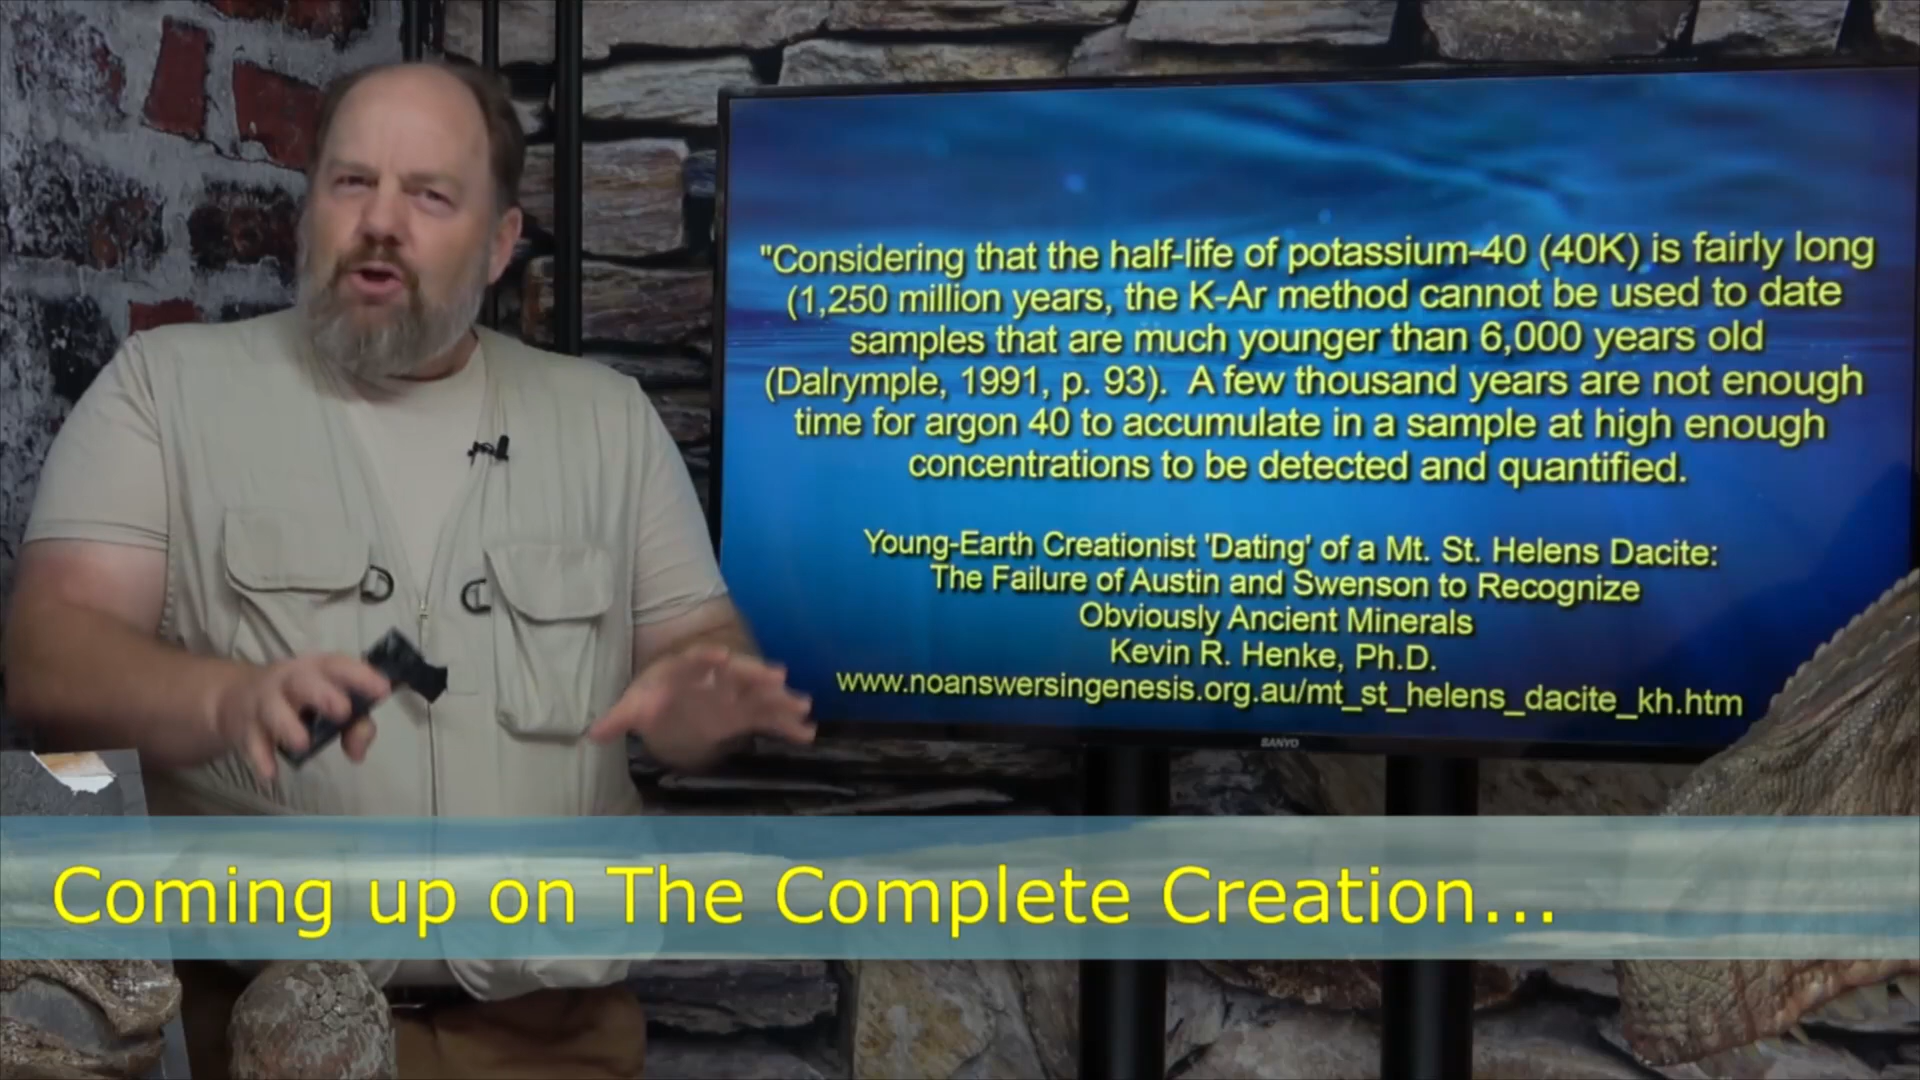 "Considering that the half-life of potassium-40 (40K) is fairly long
(1,250 million years, the K-Ar method cannot be used to date
samples that are much younger than 6,000 years old
(Dalrymple, 1991, p. 93). A few thousand years are not enough
time for argon 40 to accumulate in a sample at high enough
concentrations to be detected and quantified.
Young-Earth Creationist 'Dating' of a Mt. St. Helens Dacite:
The Failure of Austin and Swenson to Recognize
Obviously Ancient Minerals
Kevin R. Henke, Ph.D.
www.noanswersingenesis.org.au/mt_st_helens_dacite_kh.htm
SANYO
Coming up on The Complete Creation...